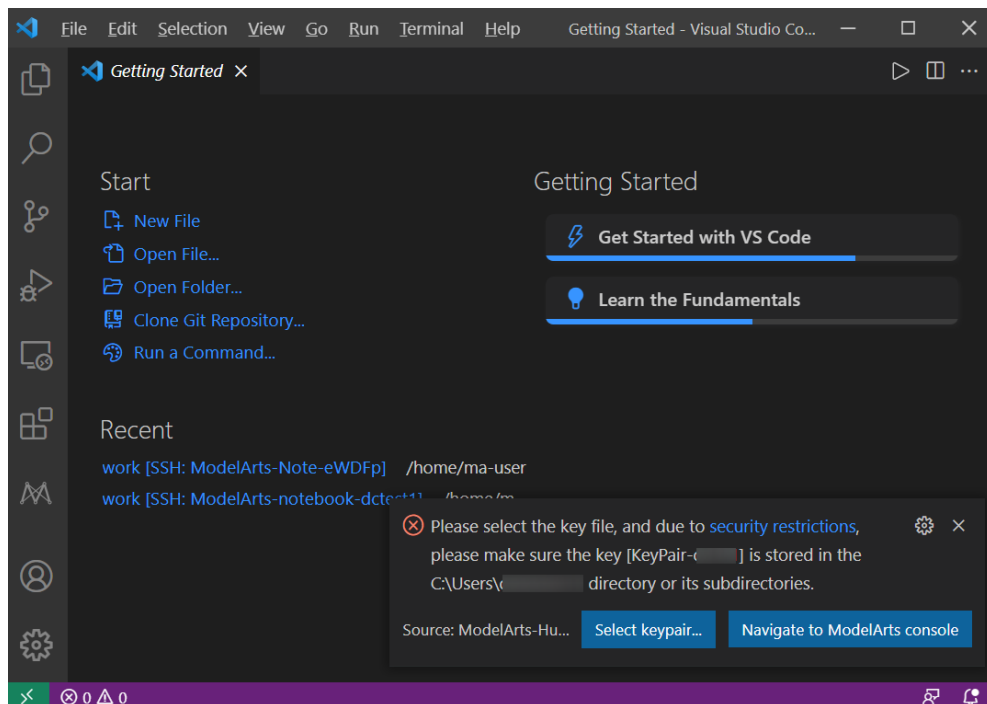 File Edit Selection View Go Run Terminal Help Getting Started - Visual Studio Co...
Getting Started
Start
New File
Open File...
Open Folder...
Clone Git Repository...
Run a Command...
Getting Started
Get Started with VS Code
Learn the Fundamentals
Recent
work [SSH: ModelArts-Note-eWDFp] /home/ma-user
work [SSH: ModelArts-notebook-dctest1] /home/m
Please select the key file, and due to security restrictions,
please make sure the key [KeyPair- ] is stored in the
C:\Users\ directory or its subdirectories.
Source: ModelArts-Hu... Select keypair... Navigate to ModelArts console
0 0